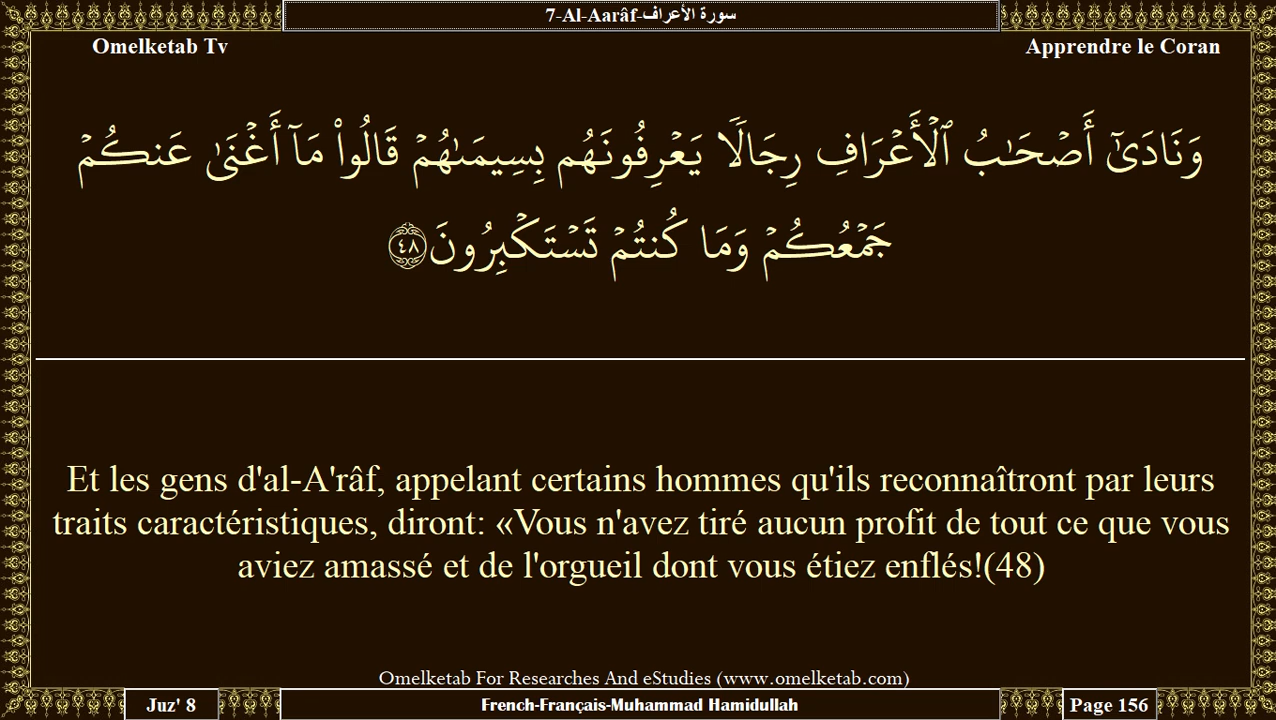 7-Al-Aarâf-سورة الأعراف
Omelketab Tv
Apprendre le Coran
وَنَادَىٰٓ أَصۡحَٰبُ ٱلۡأَعۡرَافِ رِجَالٗا يَعۡرِفُونَهُم بِسِيمَىٰهُمۡ قَالُواْ مَآ أَغۡنَىٰ عَنكُمۡ
جَمۡعُكُمۡ وَمَا كُنتُمۡ تَسۡتَكۡبِرُونَ ٤٨
Et les gens d'al-A'râf, appelant certains hommes qu'ils reconnaîtront par leurs
traits caractéristiques, diront: «Vous n'avez tiré aucun profit de tout ce que vous
aviez amassé et de l'orgueil dont vous étiez enflés!(48)
Omelketab For Researches And eStudies (www.omelketab.com)
Juz' 8
French-Français-Muhammad Hamidullah
Page 156